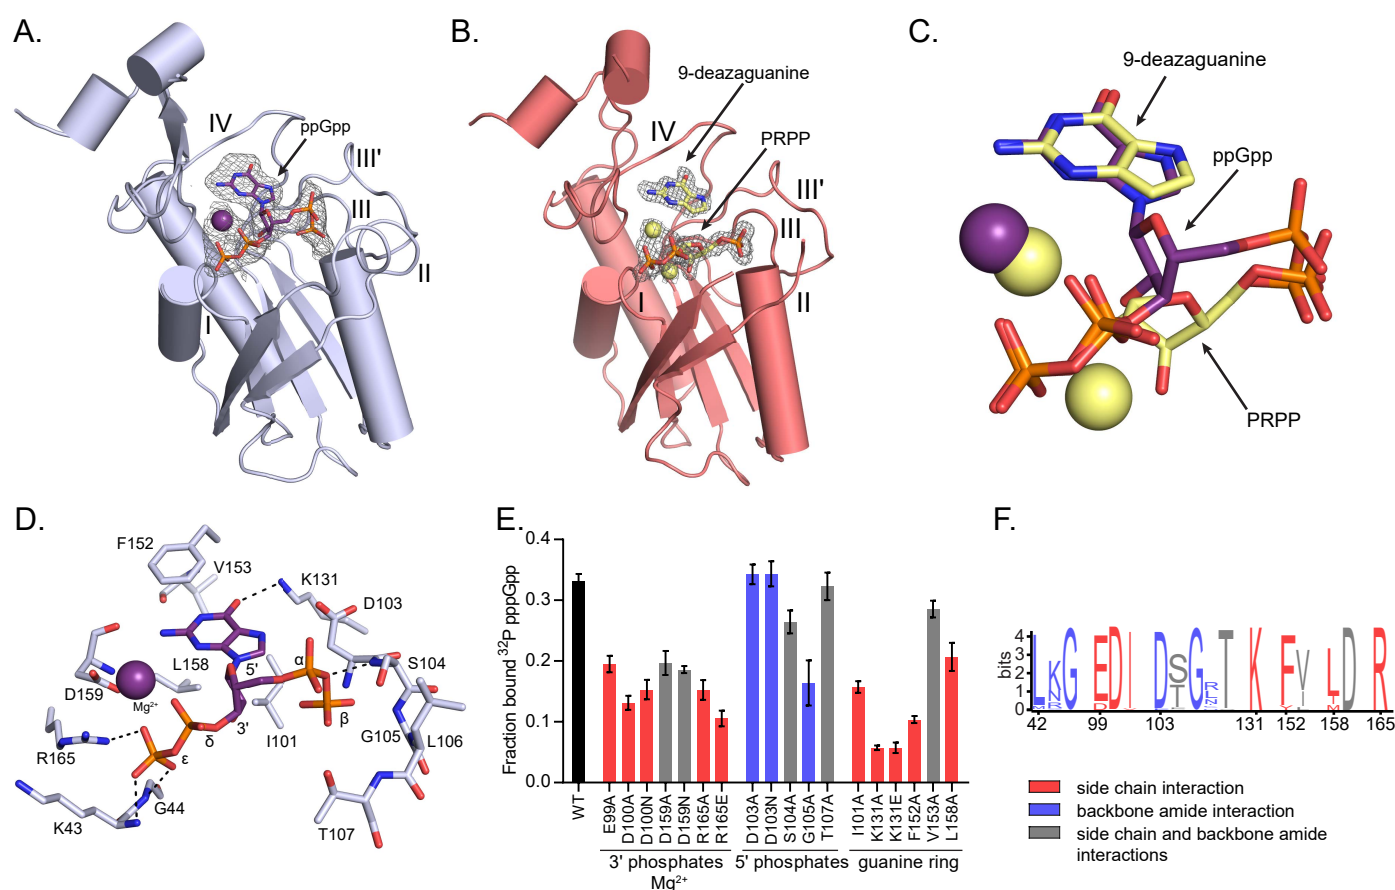 A.
IV
ppGpp
III'
III
II
I
B.
9-deazaguanine
IV
PRPP
III'
III
II
I
C.
9-deazaguanine
ppGpp
PRPP
D.
F152
V153
K131
D103
α
L158
5'
S104
D159
Mg²⁺
β
3'
I101
G105
L106
R165
δ
ε
G44
K43
T107
E.
Fraction bound ³²P pppGpp
0.4
0.3
0.2
0.1
0.0
WT
E99A
D100A
D100N
D159A
D159N
R165A
R165E
D103A
D103N
S104A
G105A
T107A
I101A
K131A
K131E
F152A
V153A
L158A
3' phosphates
Mg²⁺
5' phosphates
guanine ring
F.
bits
4
3
2
1
0
L K G E D I D S G T K F V L D R
42 99 103 131 152 158 165
side chain interaction
backbone amide interaction
side chain and backbone amide
interactions